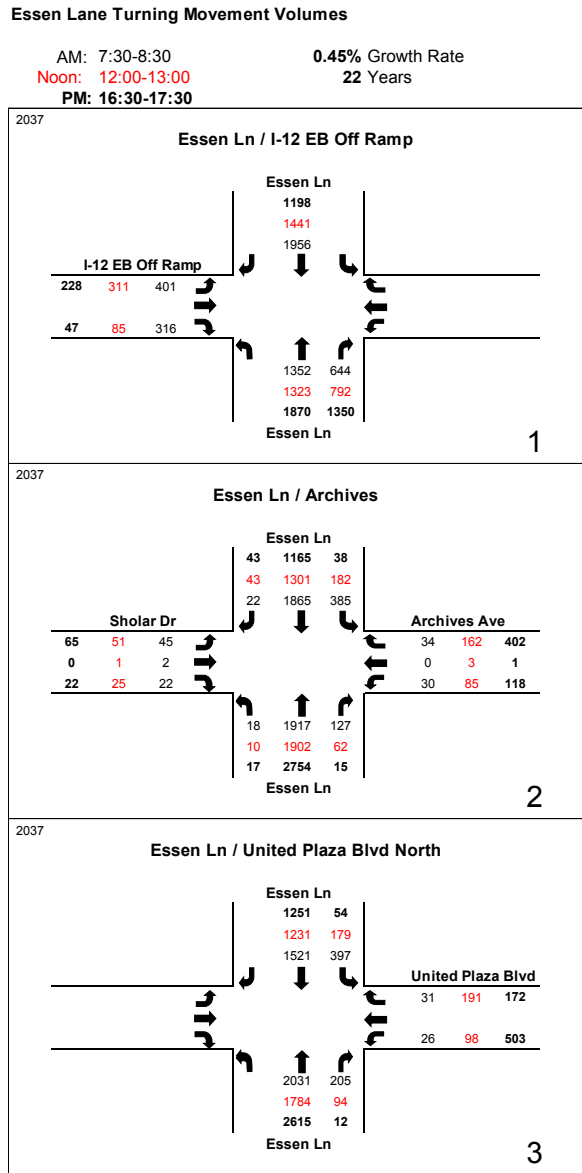 Essen Lane Turning Movement Volumes
AM: 7:30-8:30 0.45% Growth Rate
Noon: 12:00-13:00 22 Years
PM: 16:30-17:30
2037
Essen Ln / I-12 EB Off Ramp
Essen Ln
1198
1441
1956
I-12 EB Off Ramp
228 311 401
47 85 316
1352 644
1323 792
1870 1350
Essen Ln
1
2037
Essen Ln / Archives
Essen Ln
43 1165 38
43 1301 182
22 1865 385
Sholar Dr Archives Ave
65 51 45 34 162 402
0 1 2 0 3 1
22 25 22 30 85 118
18 1917 127
10 1902 62
17 2754 15
Essen Ln
2
2037
Essen Ln / United Plaza Blvd North
Essen Ln
1251 54
1231 179
1521 397
United Plaza Blvd
31 191 172
26 98 503
2031 205
1784 94
2615 12
Essen Ln
3